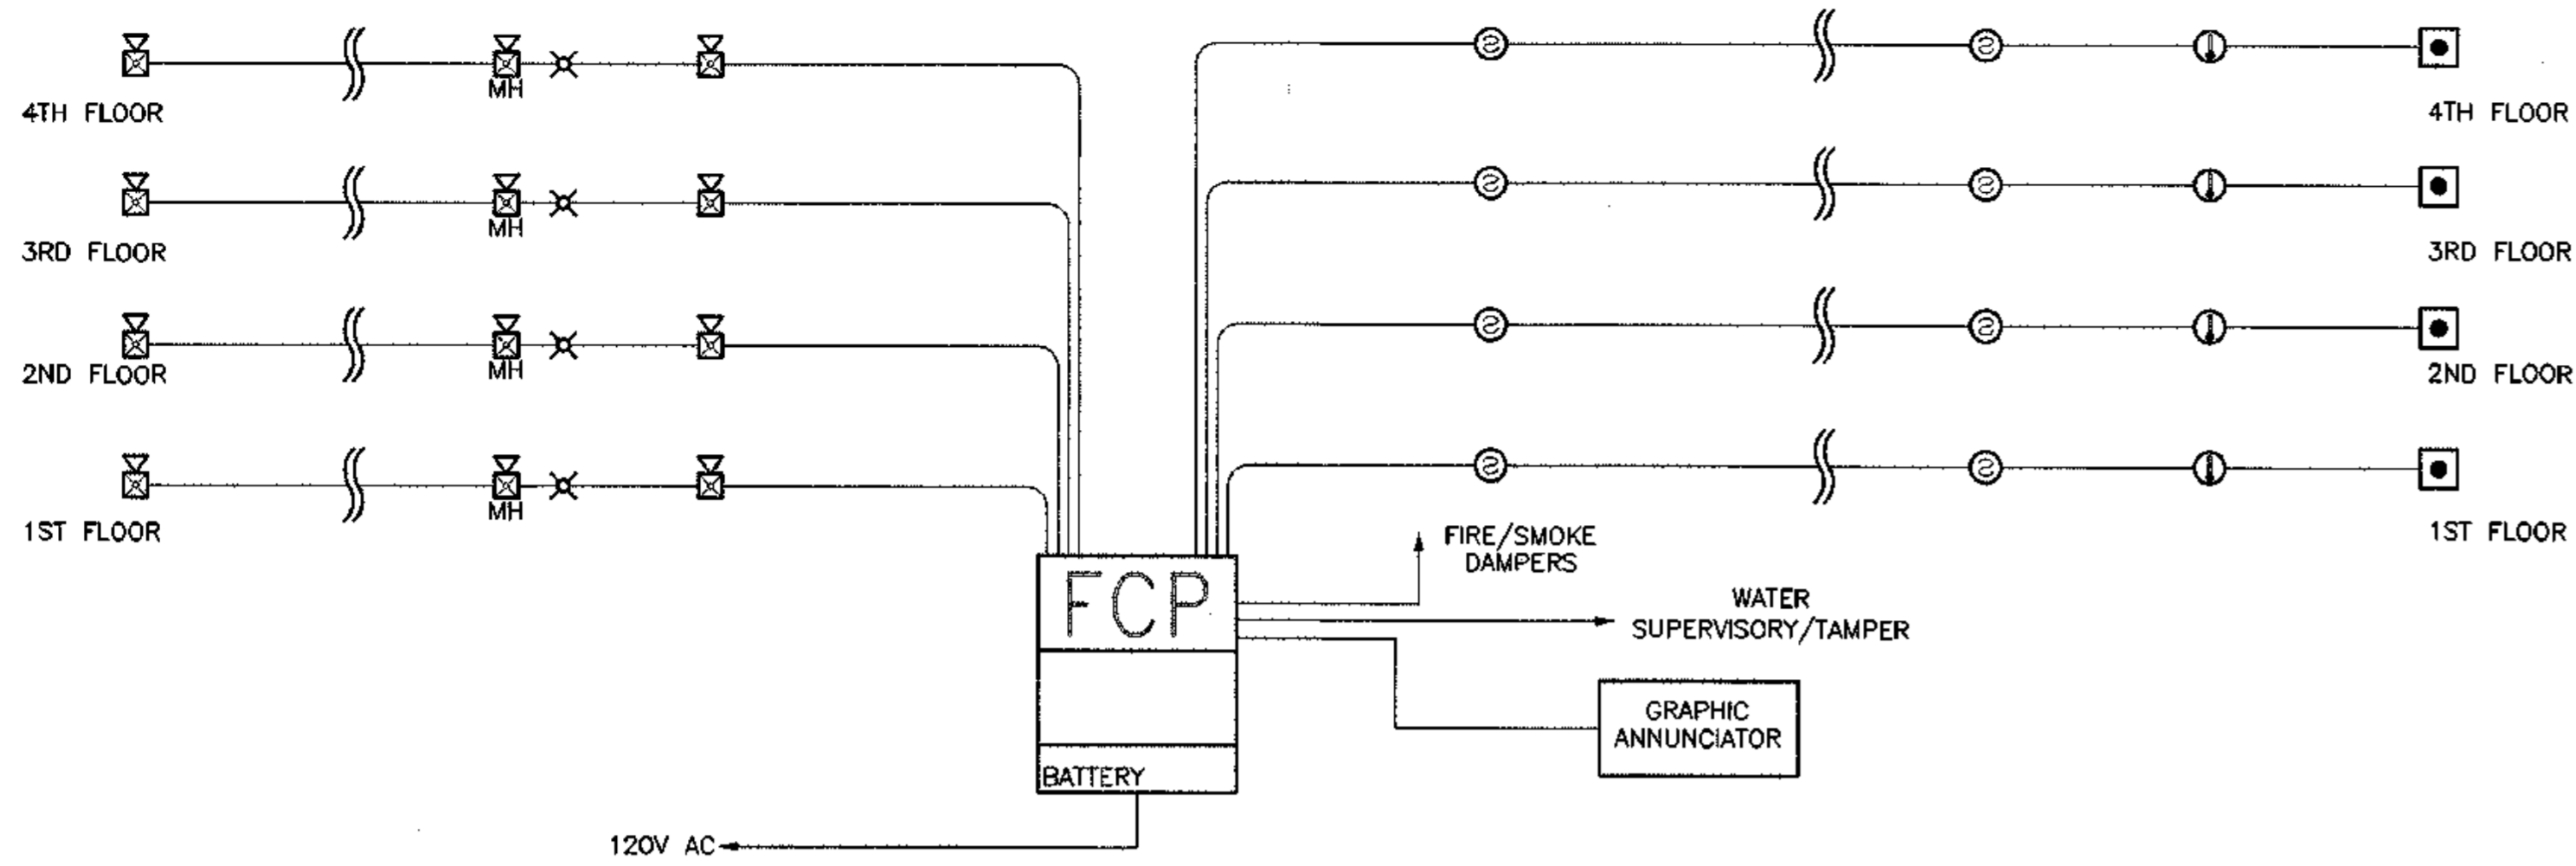 MH
4TH FLOOR
4TH FLOOR
MH
3RD FLOOR
3RD FLOOR
MH
2ND FLOOR
2ND FLOOR
MH
1ST FLOOR
1ST FLOOR
FIRE/SMOKE
DAMPERS
FCP
WATER
SUPERVISORY/TAMPER
GRAPHIC
ANNUNCIATOR
BATTERY
120V AC